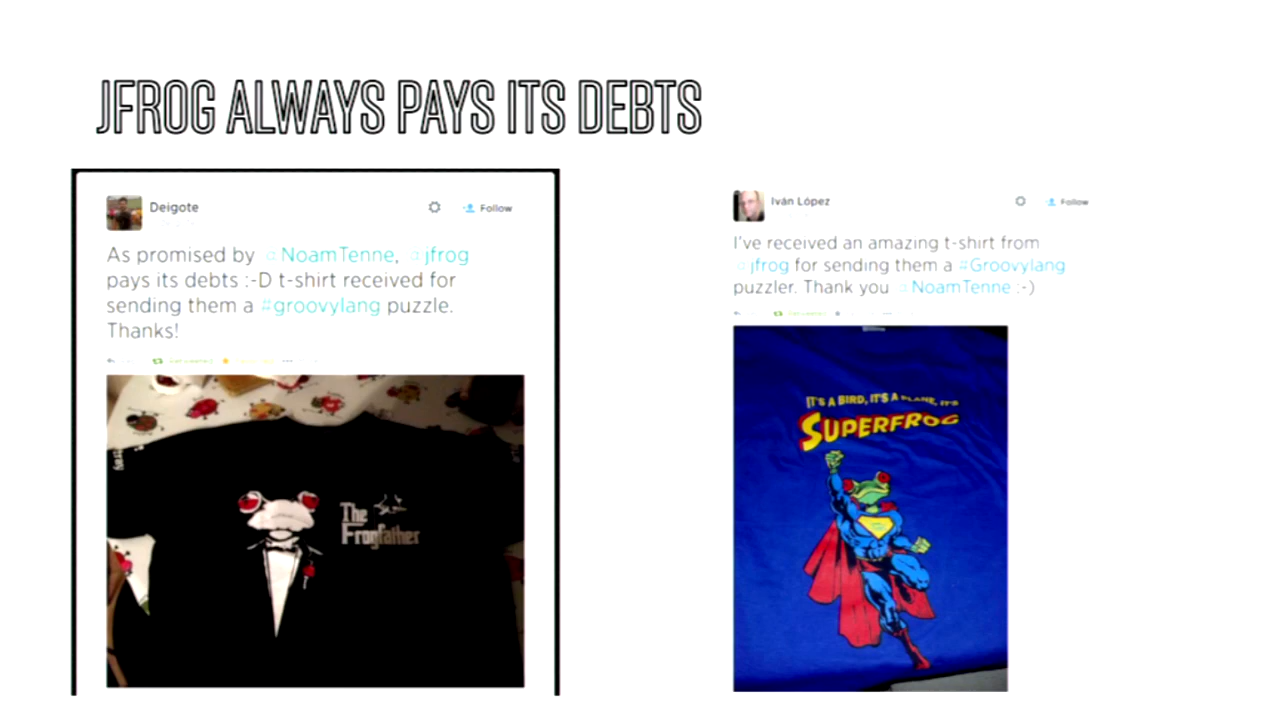 JFROG ALWAYS PAYS ITS DEBTS
Deigote
Follow
As promised by @NoamTenne, @jfrog
pays its debts :-D t-shirt received for
sending them a #groovylang puzzle.
Thanks!
The
Frogfather
Iván López
Follow
I've received an amazing t-shirt from
@jfrog for sending them a #Groovylang
puzzler. Thank you @NoamTenne :-)
IT'S A BIRD, IT'S A PLANE, IT'S
SUPERFROG